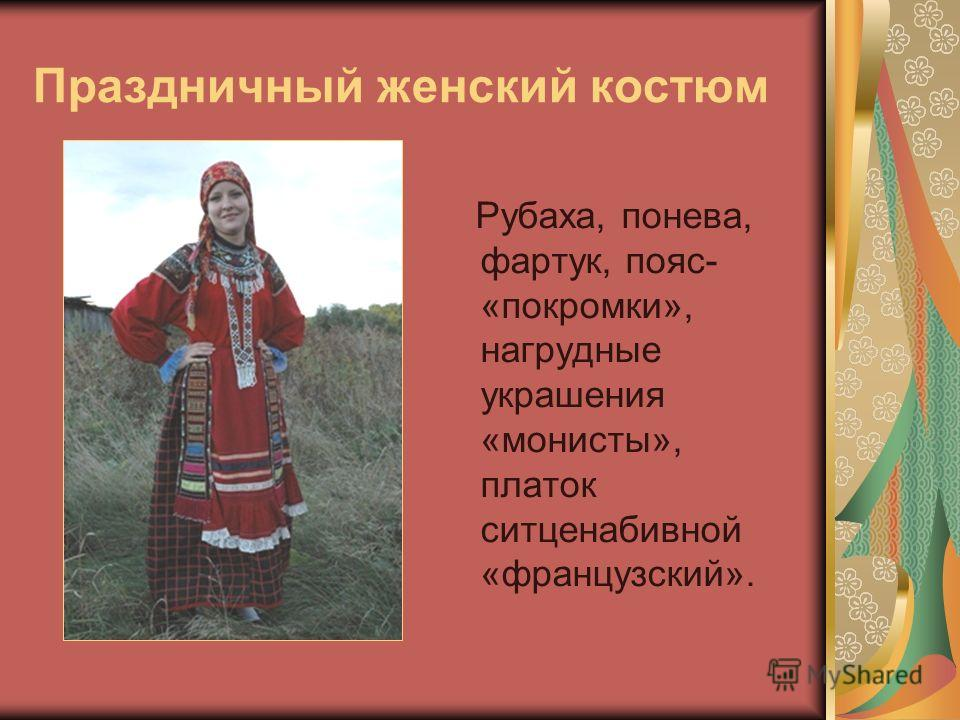 Праздничный женский костюм
Рубаха, понева,
фартук, пояс-
«покромки»,
нагрудные
украшения
«монисты»,
платок
ситценабивной
«французский».
MyShared